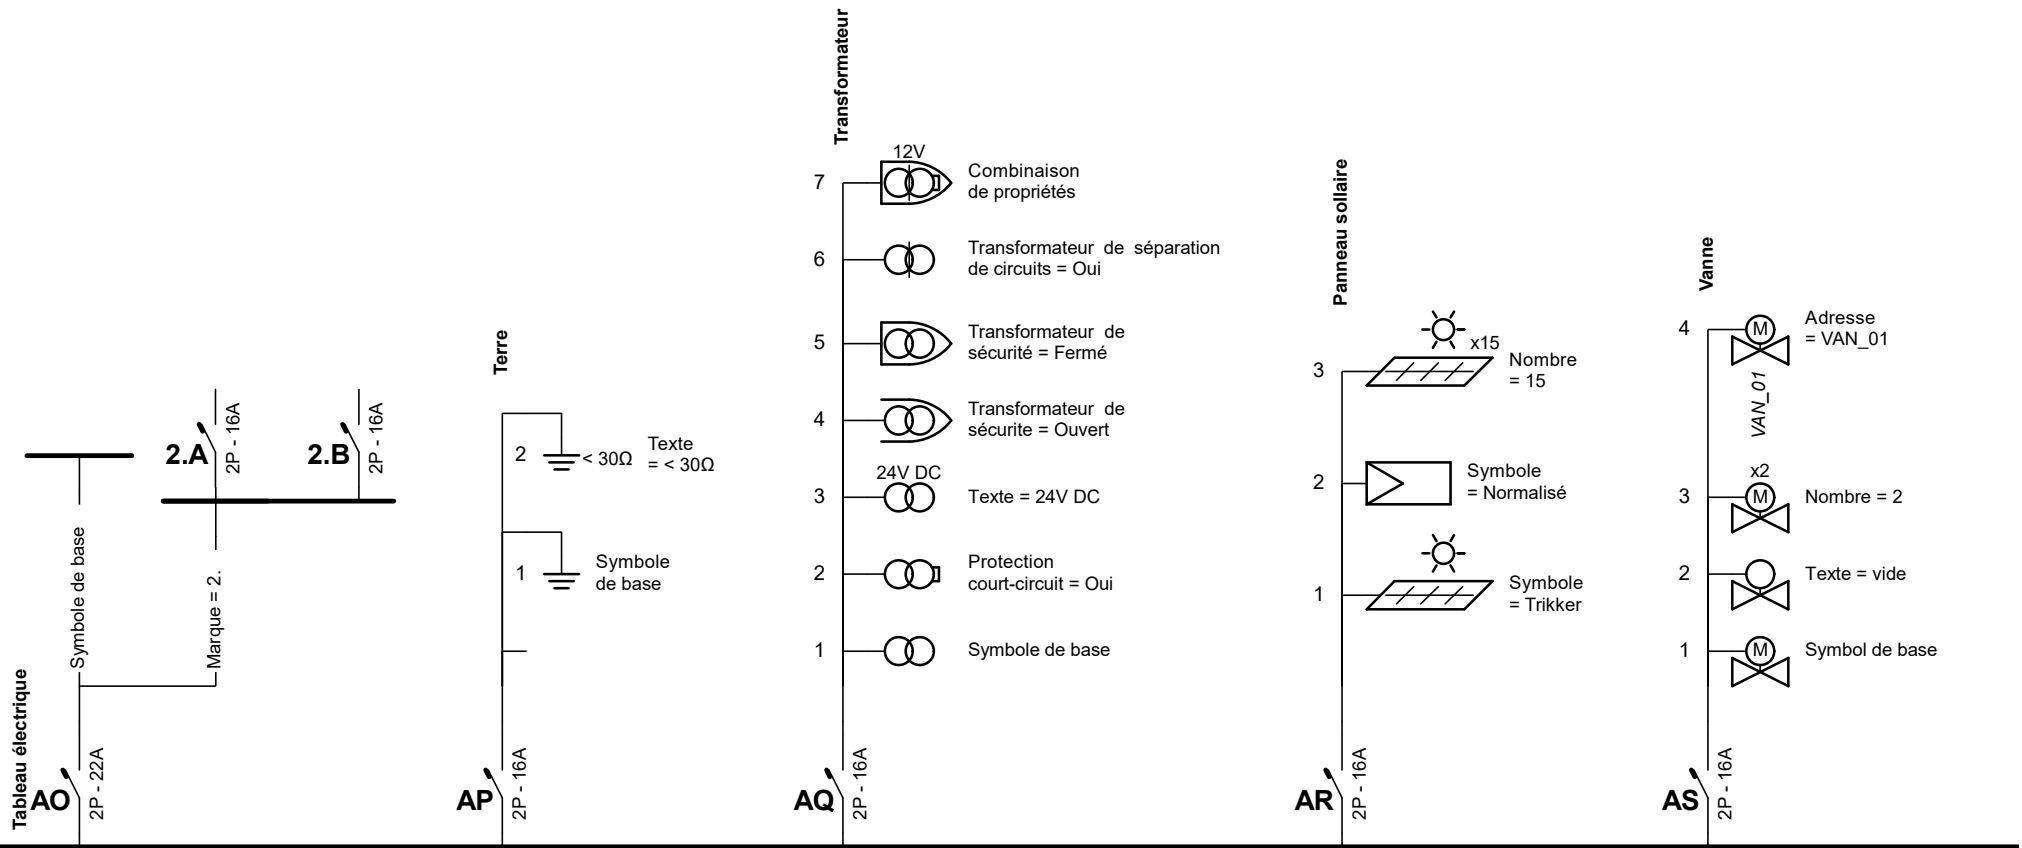 Tableau électrique
AO
2P - 22A
Symbole de base
Marque = 2.
2.A
2P - 16A
2.B
2P - 16A
Terre
2
< 30Ω
Texte
= < 30Ω
1
Symbole
de base
AP
2P - 16A
Transformateur
7
12V
Combinaison
de propriétés
6
Transformateur de séparation
de circuits = Oui
5
Transformateur de
sécurité = Fermé
4
Transformateur de
sécurite = Ouvert
3
24V DC
Texte = 24V DC
2
Protection
court-circuit = Oui
1
Symbole de base
AQ
2P - 16A
Panneau sollaire
3
x15
Nombre
= 15
2
Symbole
= Normalisé
1
Symbole
= Trikker
AR
2P - 16A
Vanne
4
M
Adresse
= VAN_01
VAN_01
3
x2
M
Nombre = 2
2
Texte = vide
1
M
Symbol de base
AS
2P - 16A